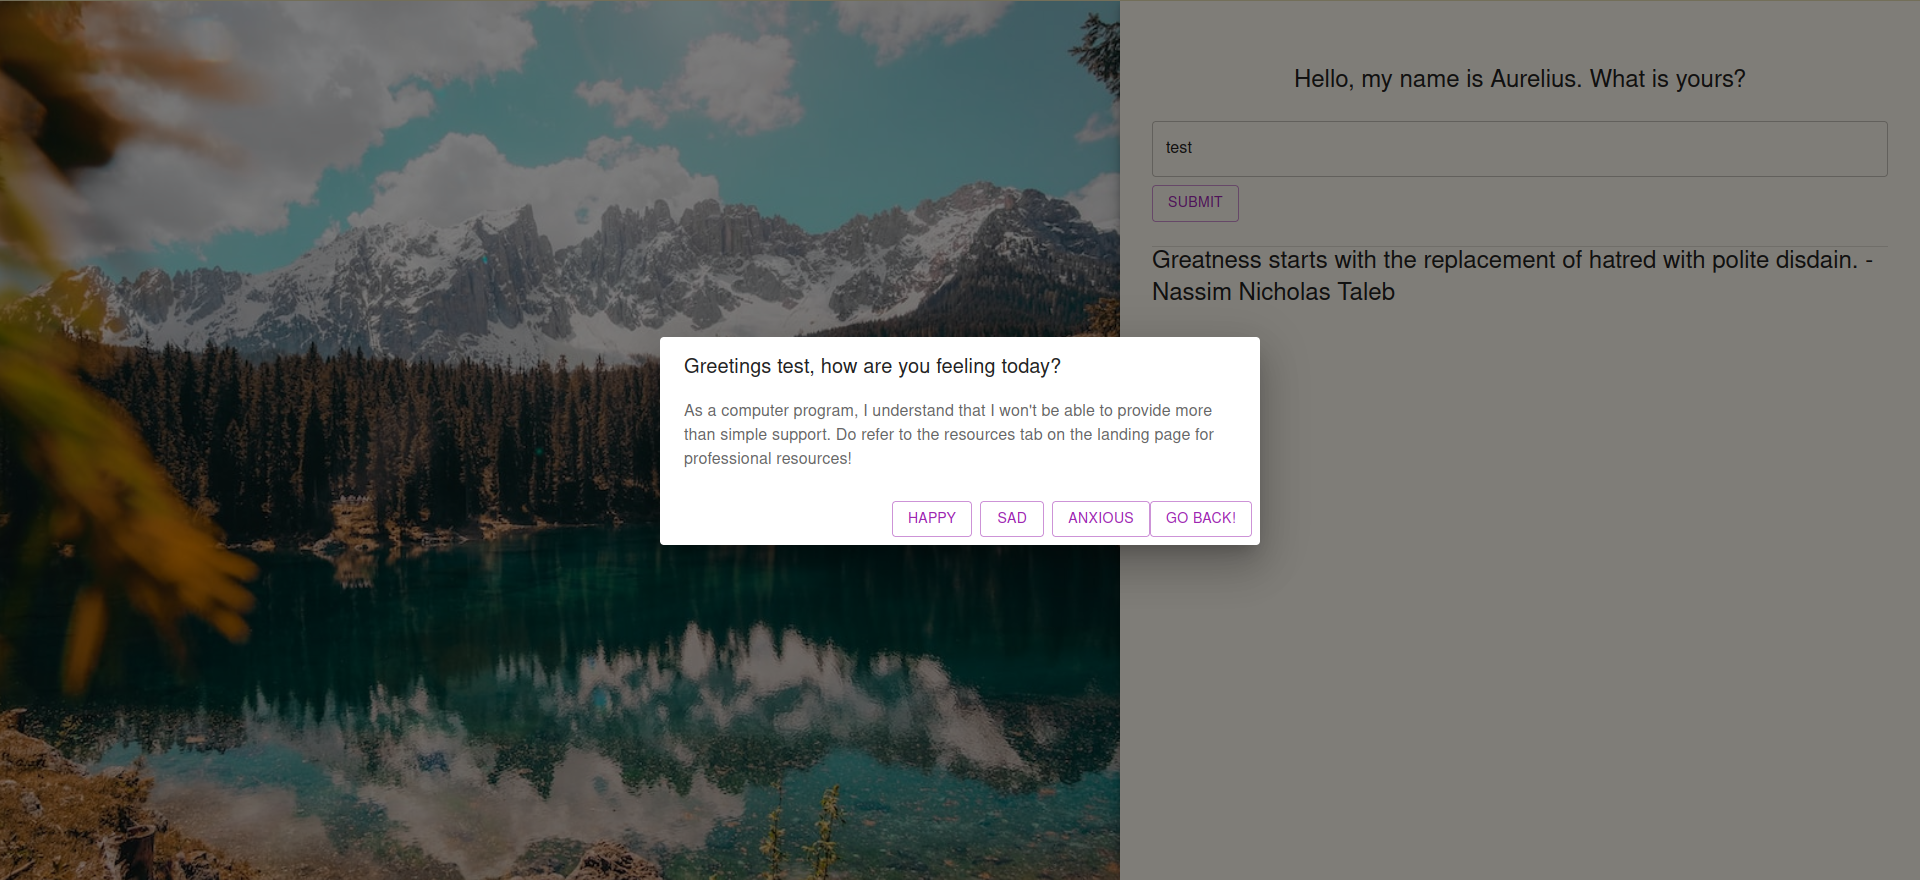 Hello, my name is Aurelius. What is yours?
test
SUBMIT
Greatness starts with the replacement of hatred with polite disdain. -
Nassim Nicholas Taleb
Greetings test, how are you feeling today?
As a computer program, I understand that I won't be able to provide more
than simple support. Do refer to the resources tab on the landing page for
professional resources!
HAPPY SAD ANXIOUS GO BACK!